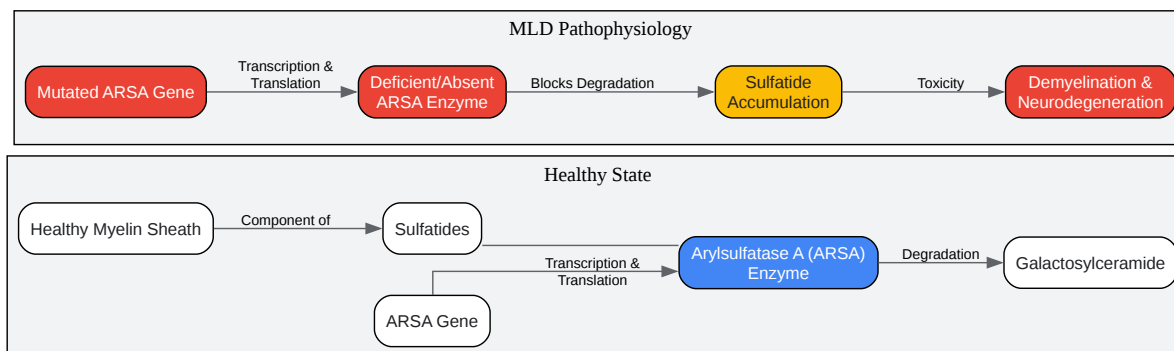 MLD Pathophysiology
Mutated ARSA Gene
Transcription &
Translation
Deficient/Absent
ARSA Enzyme
Blocks Degradation
Sulfatide
Accumulation
Toxicity
Demyelination &
Neurodegeneration
Healthy State
Healthy Myelin Sheath
Component of
Sulfatides
ARSA Gene
Transcription &
Translation
Arylsulfatase A (ARSA)
Enzyme
Degradation
Galactosylceramide